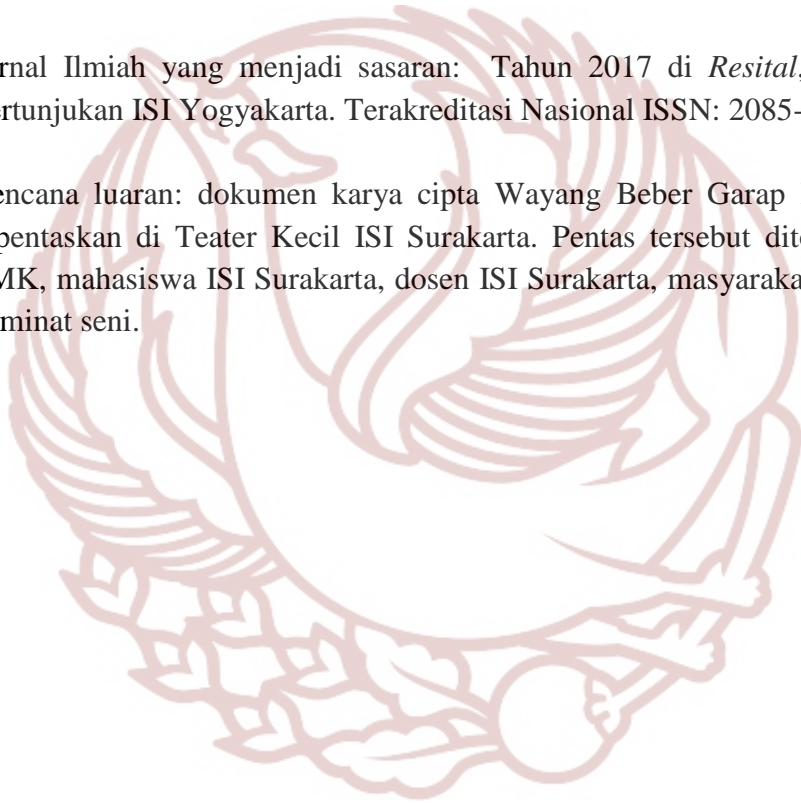 rnal Ilmiah yang menjadi sasaran: Tahun 2017 di Resital,
ertunjukan ISI Yogyakarta. Terakreditasi Nasional ISSN: 2085-
encana luaran: dokumen karya cipta Wayang Beber Garap
pentaskan di Teater Kecil ISI Surakarta. Pentas tersebut dito
MK, mahasiswa ISI Surakarta, dosen ISI Surakarta, masyaraka
minat seni.